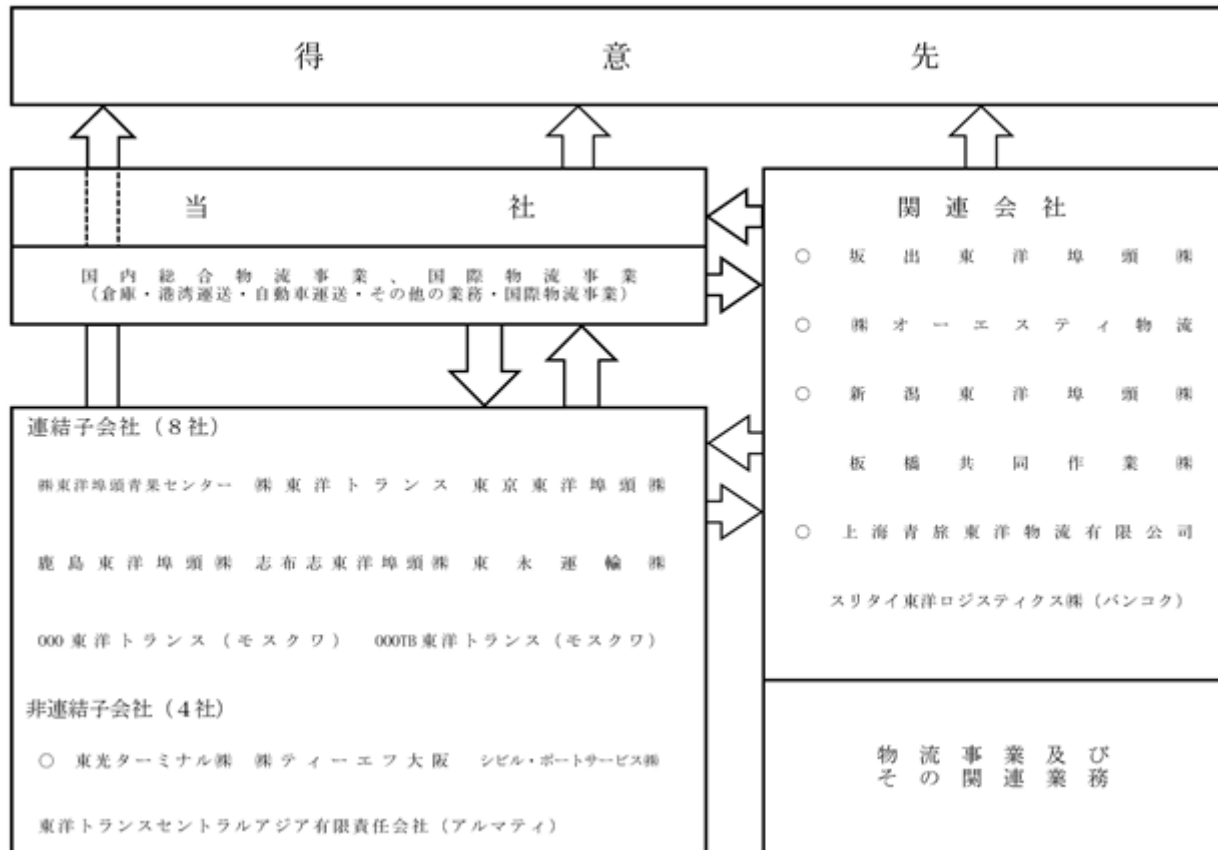 得意先
当社
国内総合物流事業、国際物流事業
(倉庫・港湾運送・自動車運送・その他の業務・国際物流事業)
連結子会社(8社)
㈱東洋埠頭青果センター ㈱東洋トランス 東京東洋埠頭㈱
鹿島東洋埠頭㈱ 志布志東洋埠頭㈱ 東永運輸㈱
OOO東洋トランス(モスクワ) OOOTB東洋トランス(モスクワ)
非連結子会社(4社)
○ 東光ターミナル㈱ ㈱ティーエフ大阪 シビル・ポートサービス㈱
東洋トランスセントラルアジア有限責任会社(アルマティ)
関連会社
○ 坂出東洋埠頭㈱
○ ㈱オーエスティ物流
○ 新潟東洋埠頭㈱
板橋共同作業㈱
○ 上海青旅東洋物流有限公司
スリタイ東洋ロジスティクス㈱(バンコク)
物流事業及び
その関連業務